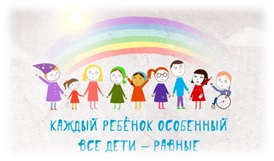 КАЖДЫЙ РЕБЁНОК ОСОБЕННЫЙ
ВСЕ ДЕТИ – РАВНЫЕ